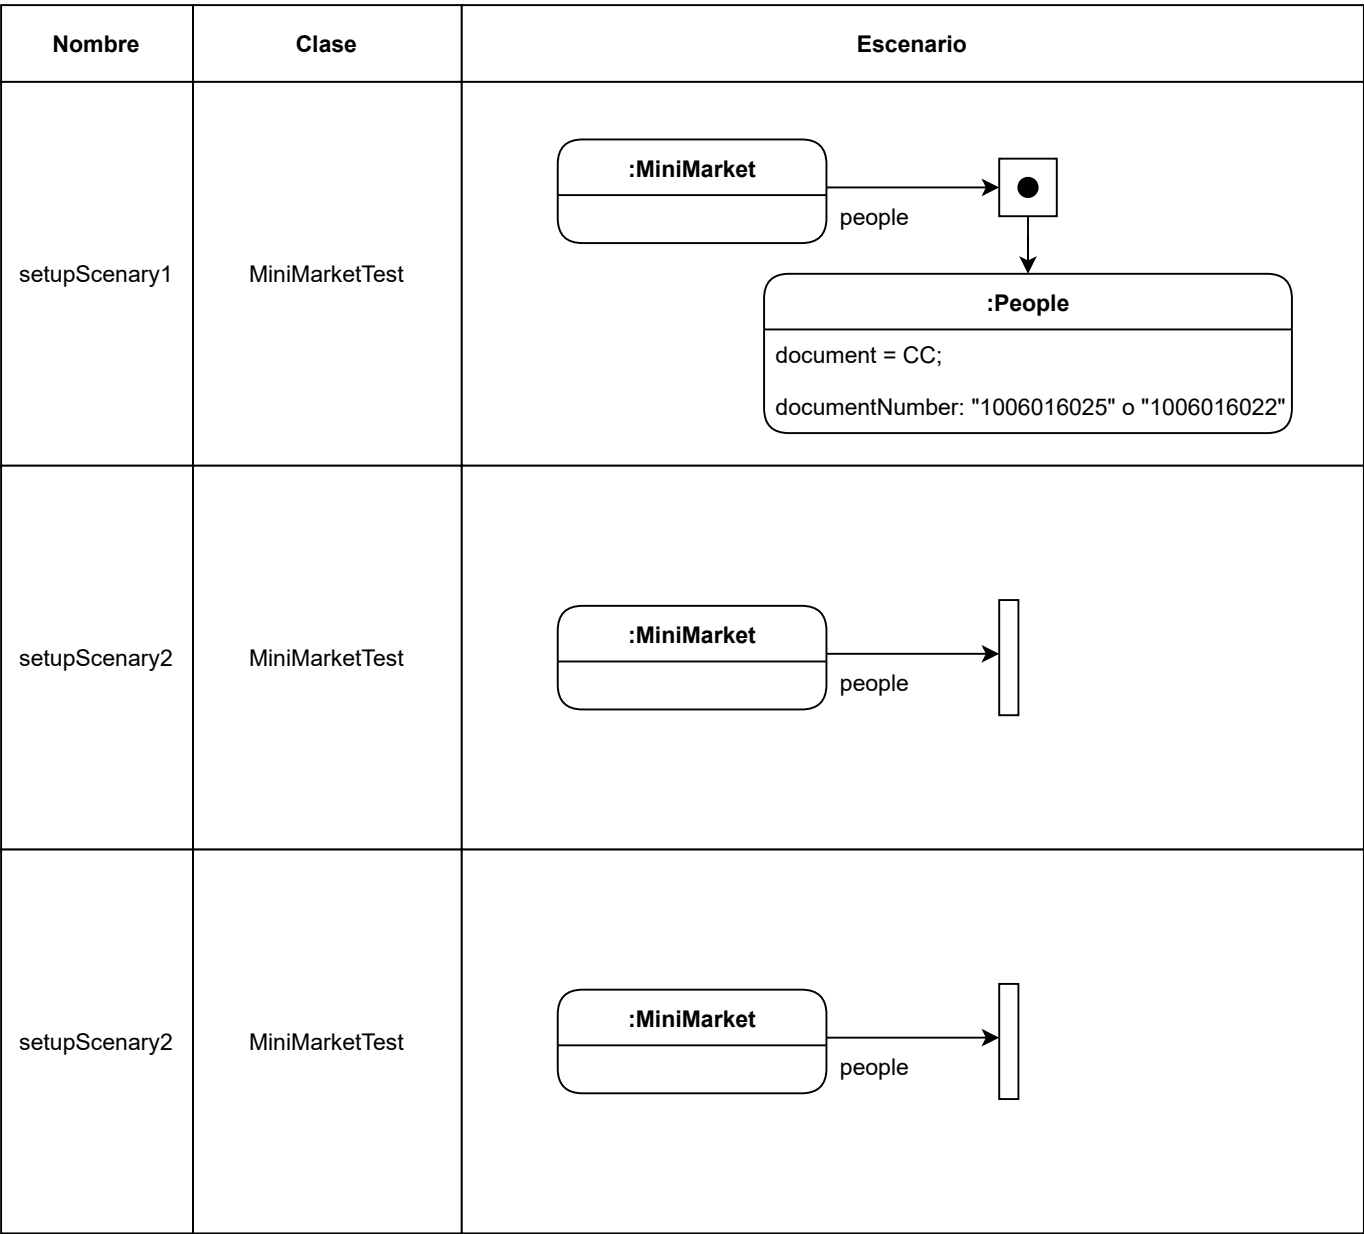 Nombre
Clase
Escenario
setupScenary1
MiniMarketTest
:MiniMarket
people
:People
document = CC;
documentNumber: "1006016025" o "1006016022"
setupScenary2
MiniMarketTest
:MiniMarket
people
setupScenary2
MiniMarketTest
:MiniMarket
people